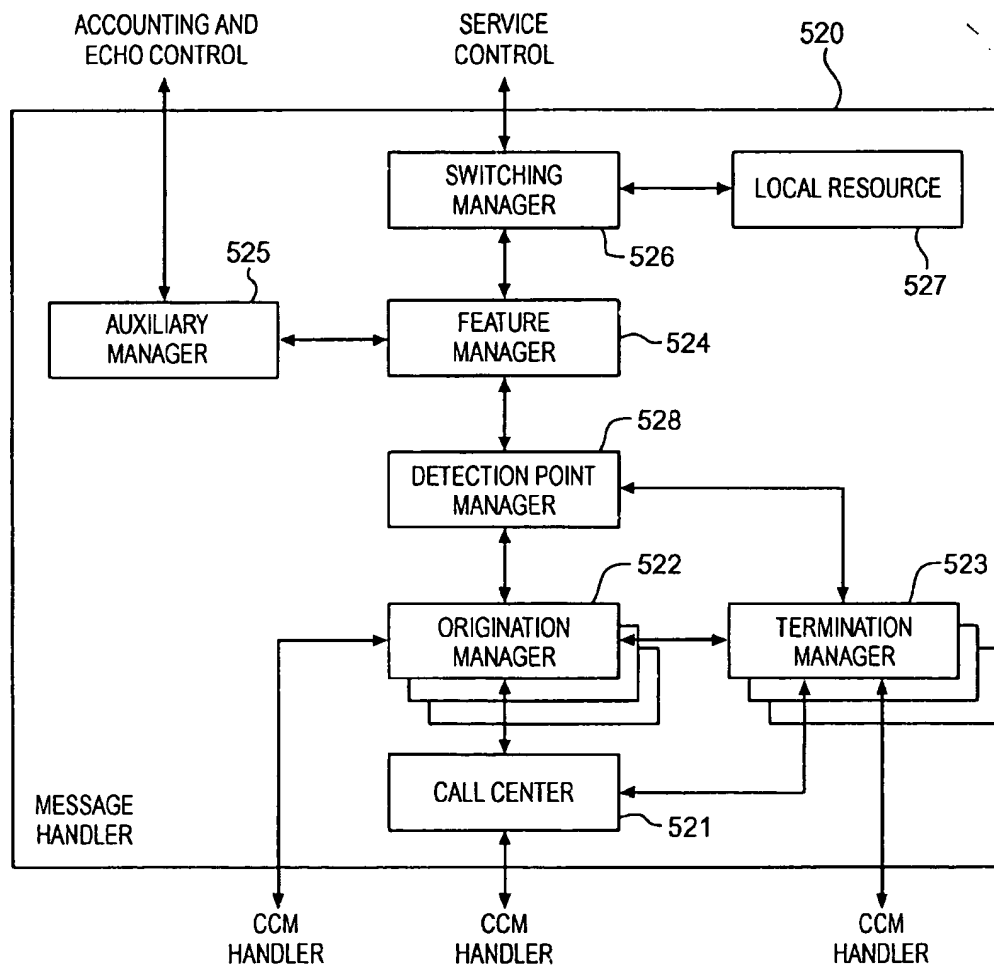 ACCOUNTING AND
ECHO CONTROL
SERVICE
CONTROL
520
SWITCHING
MANAGER
526
LOCAL RESOURCE
527
525
AUXILIARY
MANAGER
FEATURE
MANAGER
524
528
DETECTION POINT
MANAGER
522
ORIGINATION
MANAGER
523
TERMINATION
MANAGER
CALL CENTER
521
MESSAGE
HANDLER
CCM
HANDLER
CCM
HANDLER
CCM
HANDLER